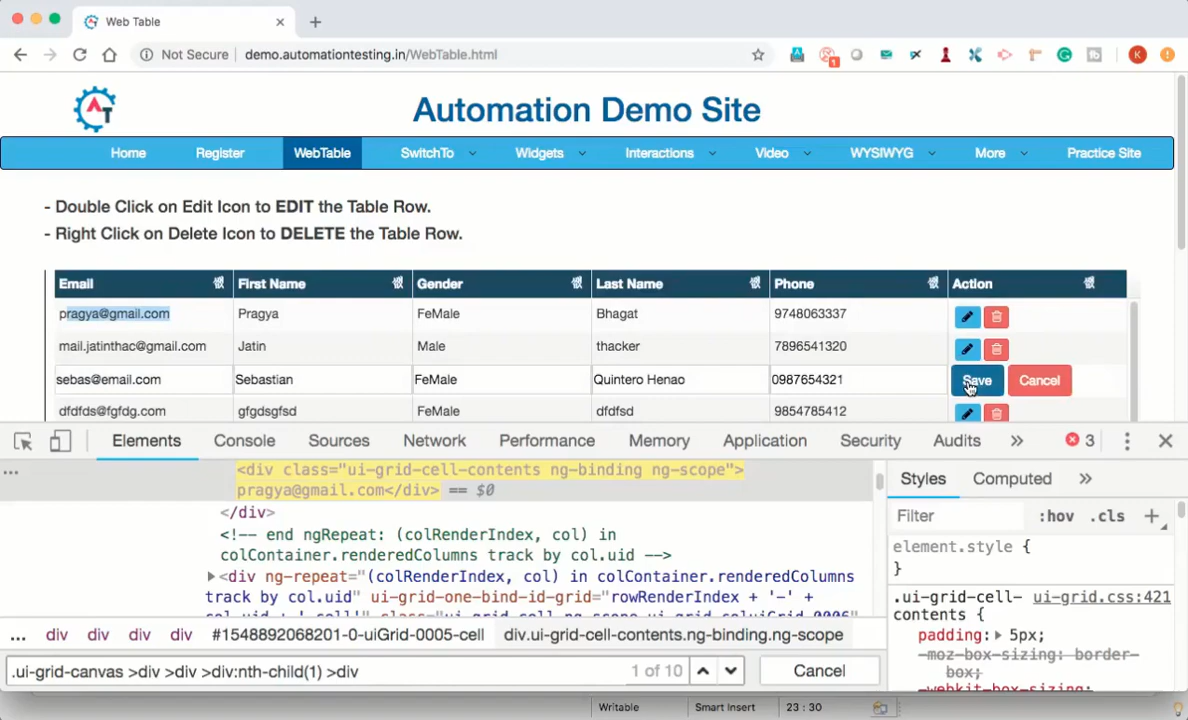 Web Table
Not Secure | demo.automationtesting.in/WebTable.html
1
K
AT
Automation Demo Site
Home Register WebTable SwitchTo Widgets Interactions Video WYSIWYG More Practice Site
- Double Click on Edit Icon to EDIT the Table Row.
- Right Click on Delete Icon to DELETE the Table Row.
Email First Name Gender Last Name Phone Action
pragya@gmail.com Pragya FeMale Bhagat 9748063337
mail.jatinthac@gmail.com Jatin Male thacker 7896541320
sebas@email.com Sebastian FeMale Quintero Henao 0987654321 Save Cancel
dfdfds@fgfdg.com gfgdsgfsd FeMale dfdfsd 9854785412
Elements Console Sources Network Performance Memory Application Security Audits » 3
... <div class="ui-grid-cell-contents ng-binding ng-scope">
pragya@gmail.com</div> == $0
</div>
<!-- end ngRepeat: (colRenderIndex, col) in
colContainer.renderedColumns track by col.uid -->
<div ng-repeat="(colRenderIndex, col) in colContainer.renderedColumns
track by col.uid" ui-grid-one-bind-id-grid="rowRenderIndex + '-' +
... div div div div #1548892068201-0-uiGrid-0005-cell div.ui-grid-cell-contents.ng-binding.ng-scope
.ui-grid-canvas >div >div >div:nth-child(1) >div 1 of 10 Cancel
Styles Computed »
Filter :hov .cls +
element.style {
}
.ui-grid-cell- ui-grid.css:421
contents {
padding: 5px;
-moz-box-sizing: border-
box;
-webkit-box-sizing:
Writable Smart Insert 23 : 30